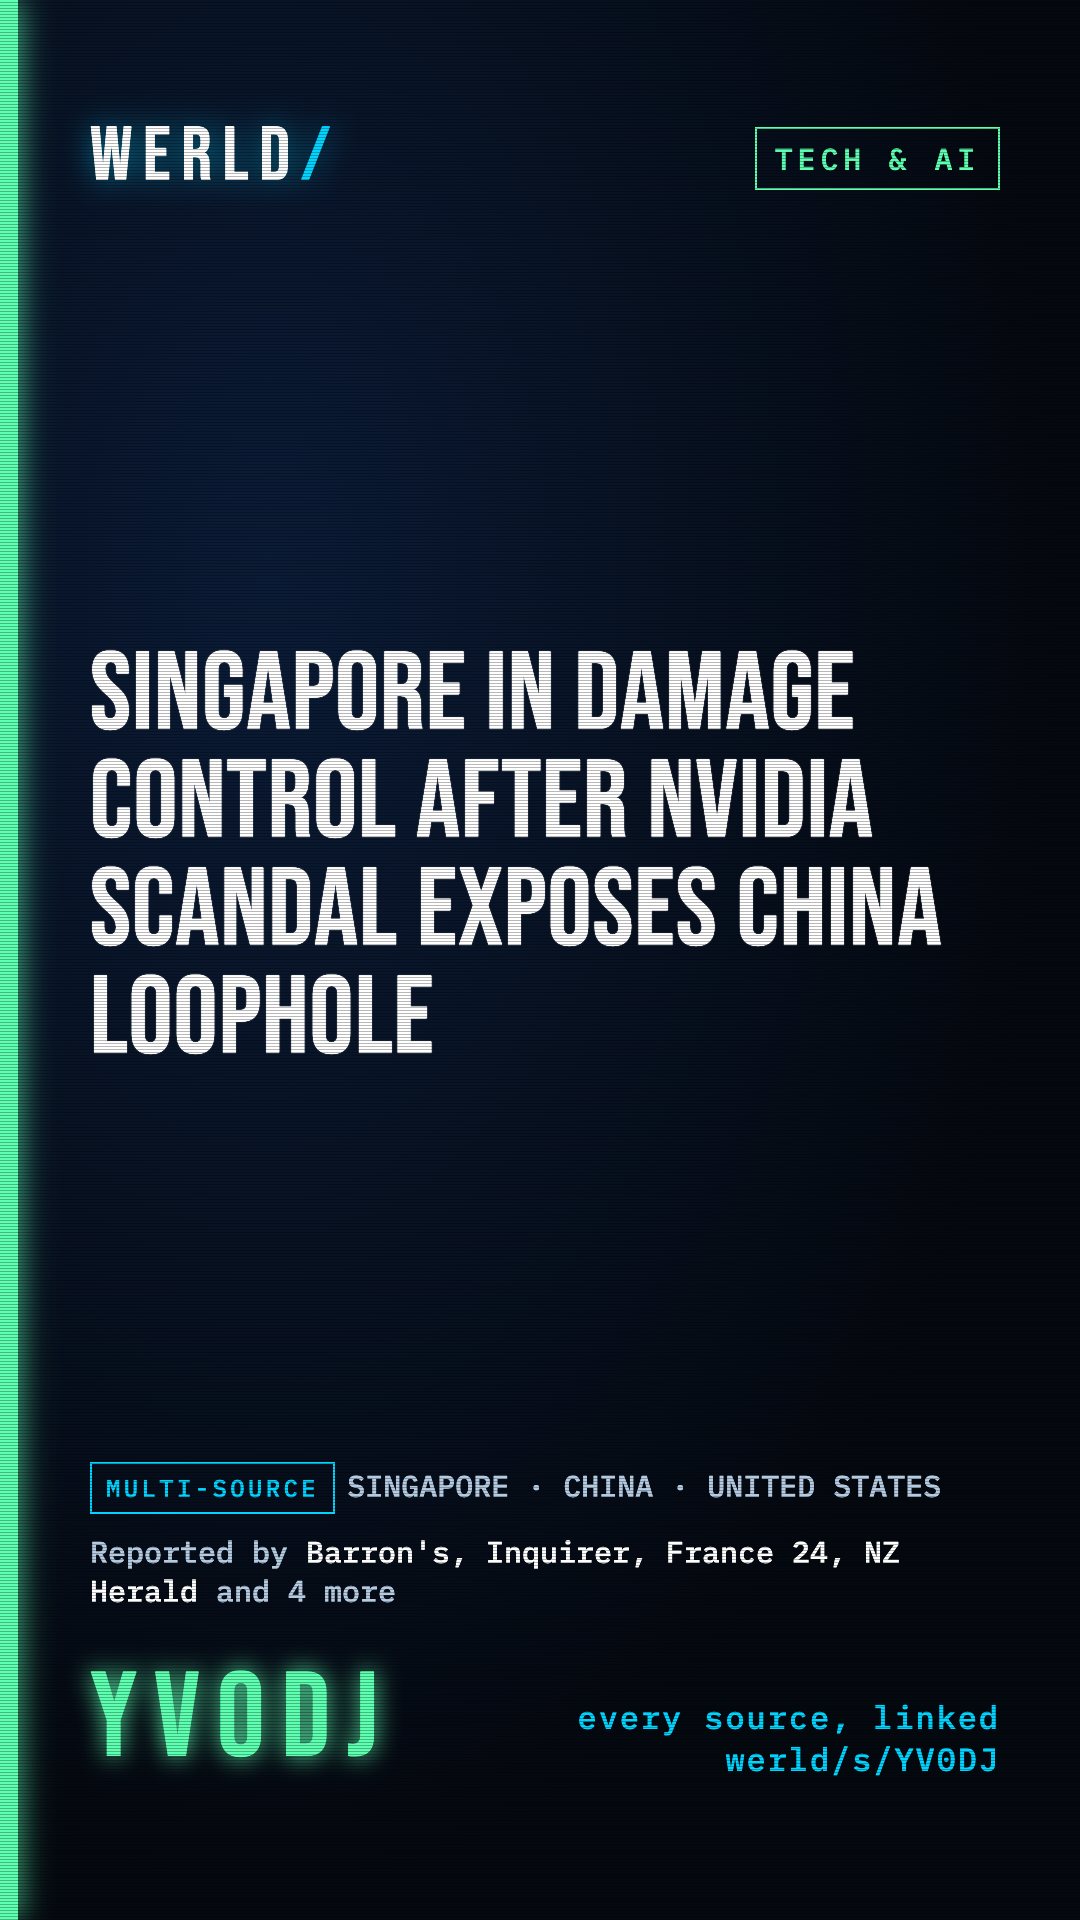 WERLD/
TECH & AI
SINGAPORE IN DAMAGE
CONTROL AFTER NVIDIA
SCANDAL EXPOSES CHINA
LOOPHOLE
MULTI-SOURCE SINGAPORE · CHINA · UNITED STATES
Reported by Barron's, Inquirer, France 24, NZ
Herald and 4 more
YV0DJ
every source, linked
werld/s/YV0DJ